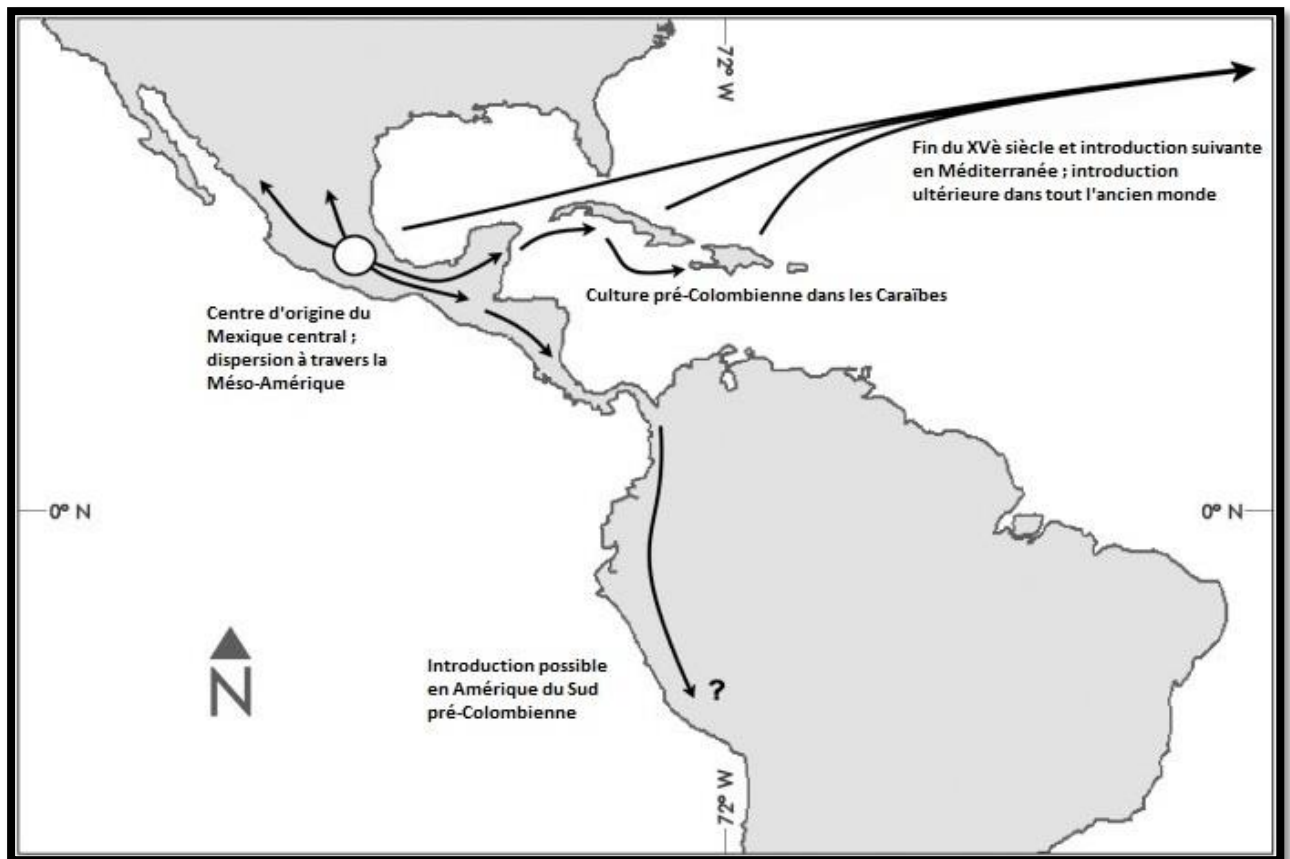 72° W
Fin du XVè siècle et introduction suivante
en Méditerranée ; introduction
ultérieure dans tout l'ancien monde
Culture pré-Colombienne dans les Caraïbes
Centre d'origine du
Mexique central ;
dispersion à travers la
Méso-Amérique
0° N
0° N
Introduction possible
en Amérique du Sud
pré-Colombienne
?
N
72° W